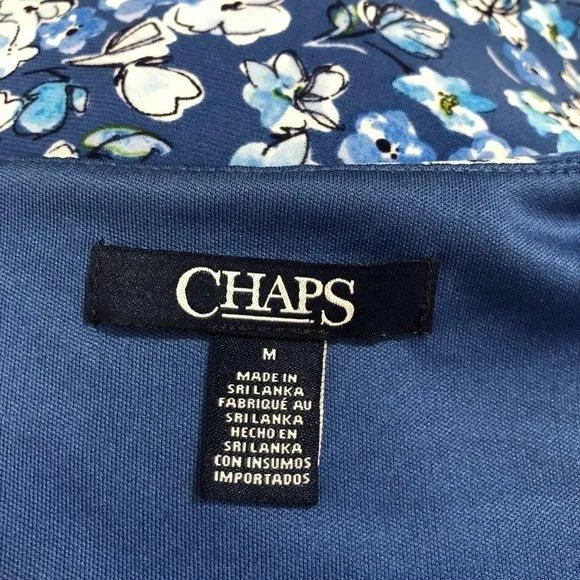 CHAPS
M
MADE IN
SRI LANKA
FABRIQUÉ AU
SRI LANKA
HECHO EN
SRI LANKA
CON INSUMOS
IMPORTADOS